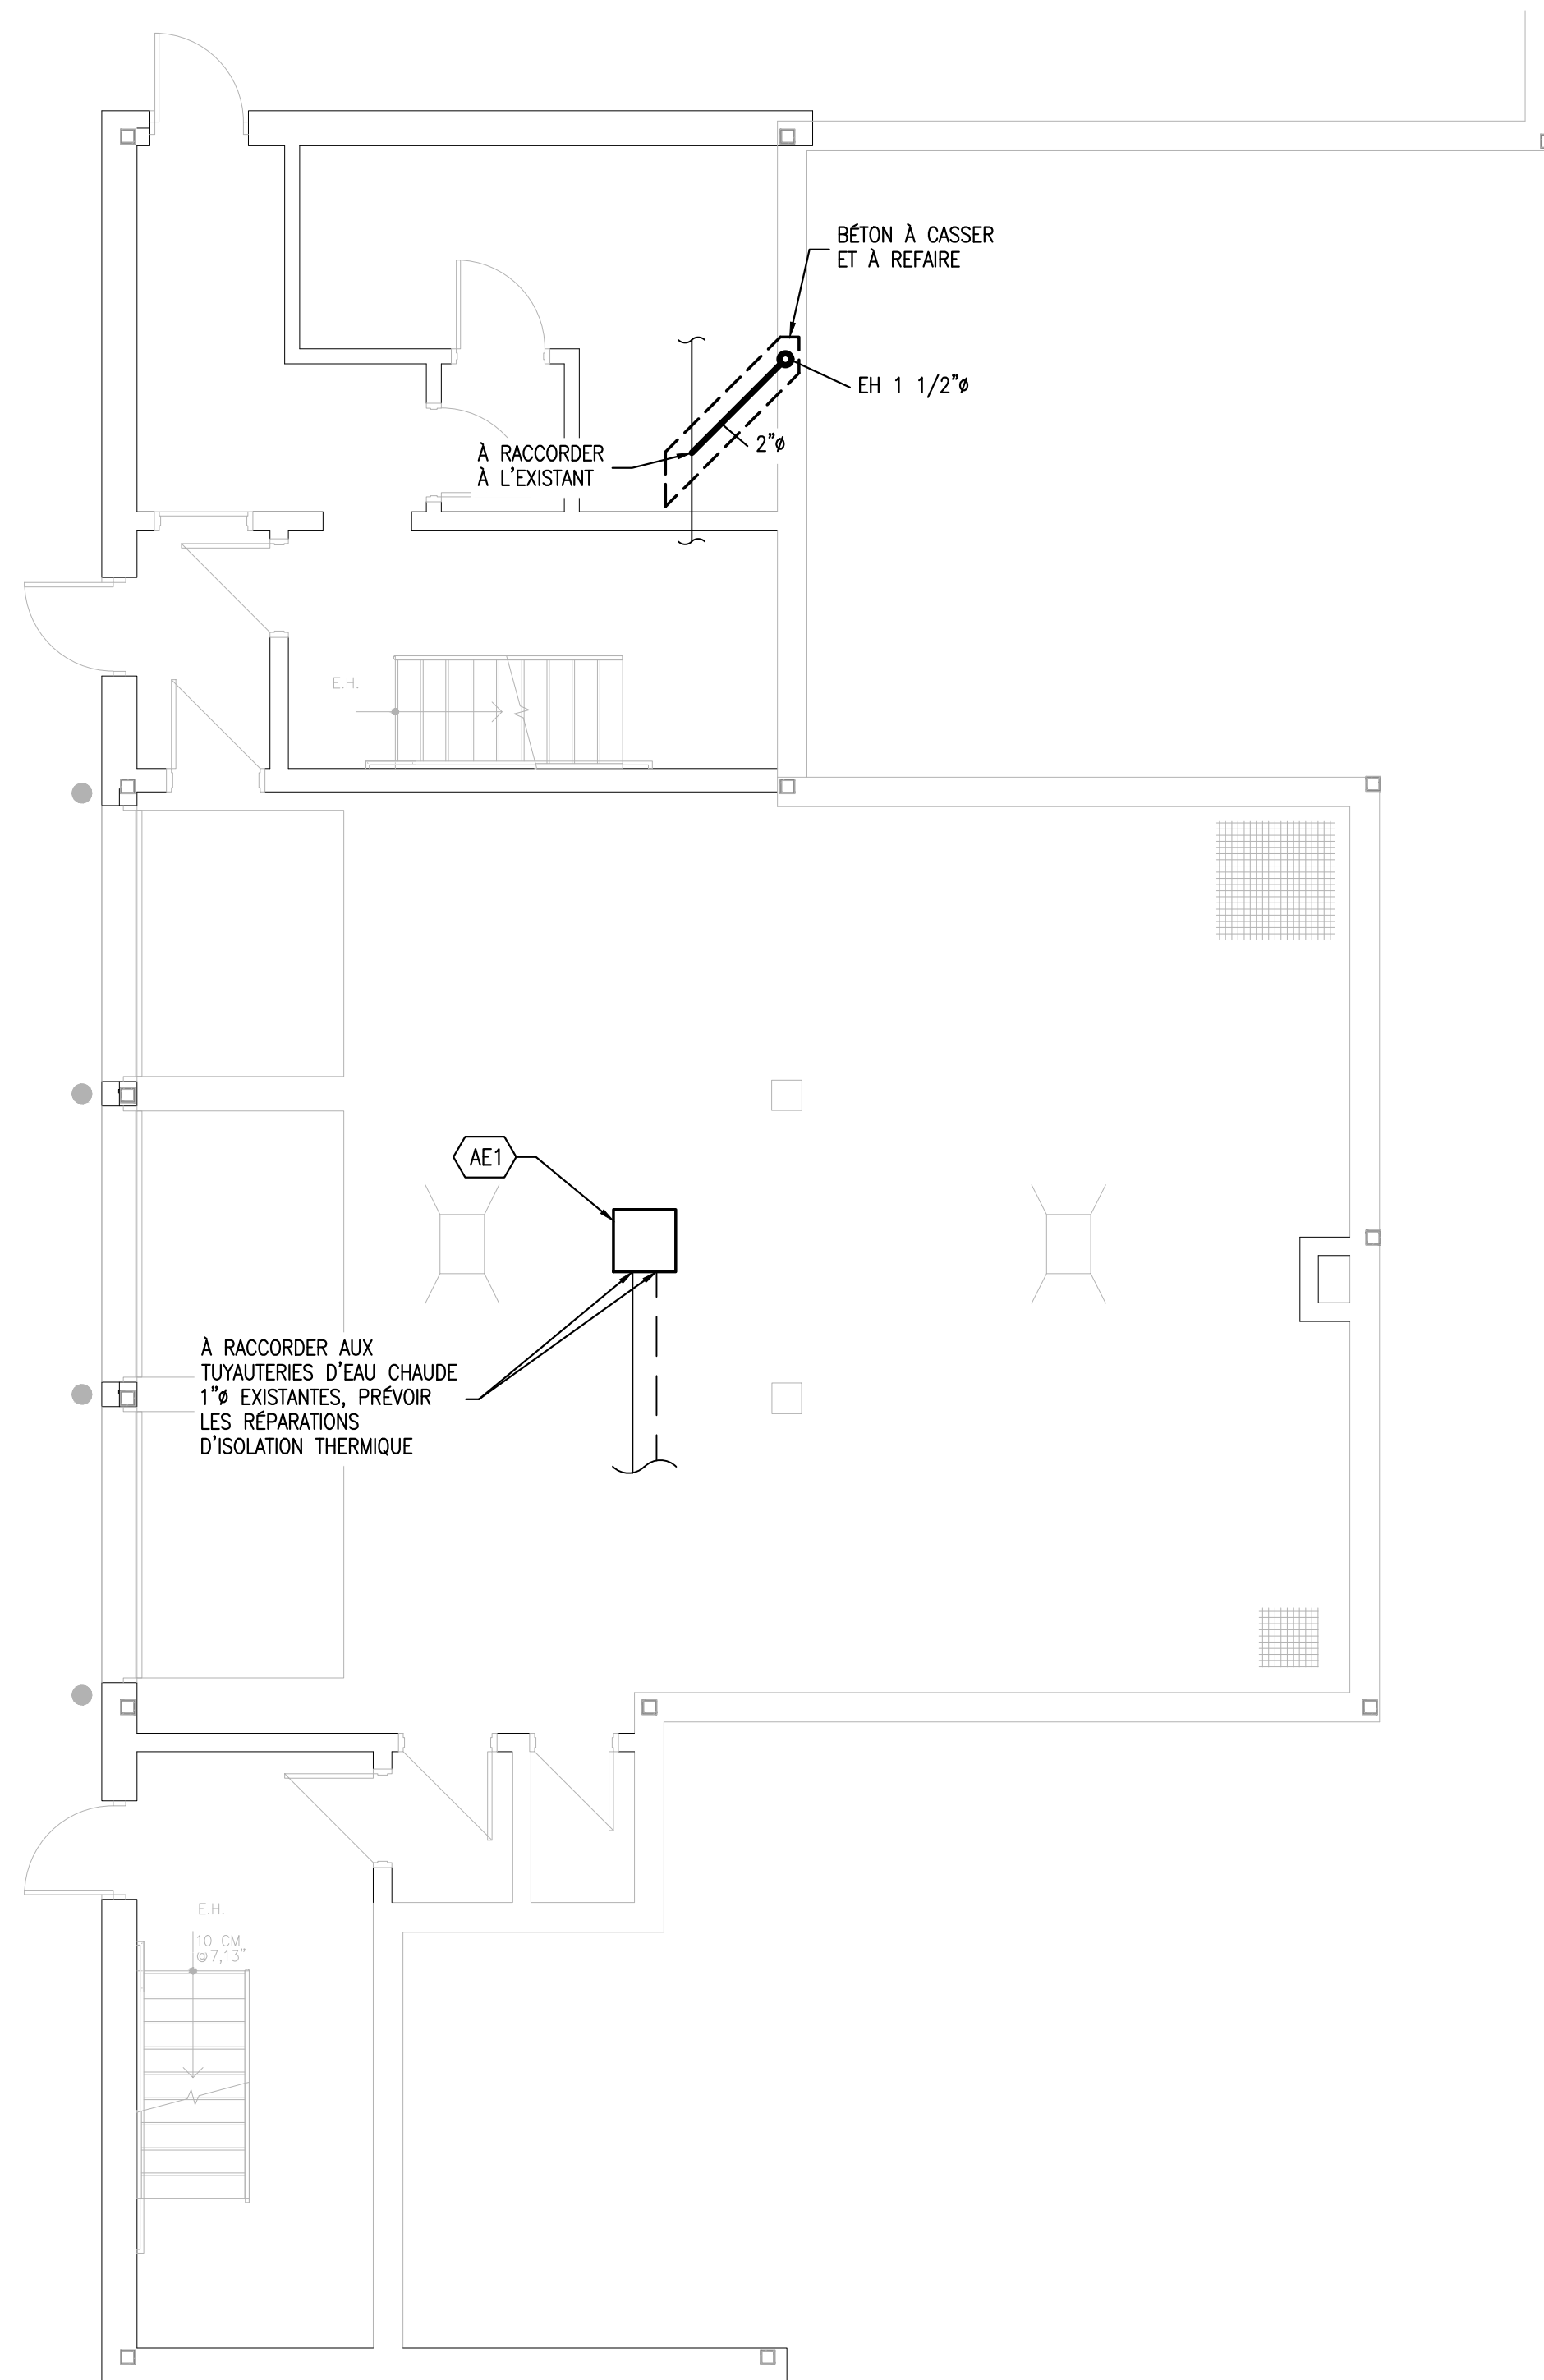 BÉTON À CASSER
ET À REFAIRE
EH 1 1/2"ø
2"ø
À RACCORDER
À L'EXISTANT
E.H.
AE1
À RACCORDER AUX
TUYAUTERIES D'EAU CHAUDE
1"ø EXISTANTES, PRÉVOIR
LES RÉPARATIONS
D'ISOLATION THERMIQUE
E.H.
10 CM
@7,13"